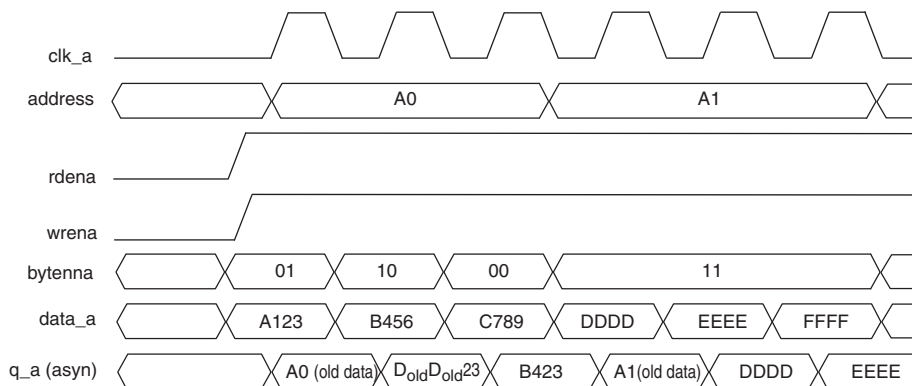 clk_a
address A0 A1
rdena
wrena
bytenna 01 10 00 11
data_a A123 B456 C789 DDDD EEEE FFFF
q_a (asyn) A0 (old data) DoldDold23 B423 A1(old data) DDDD EEEE